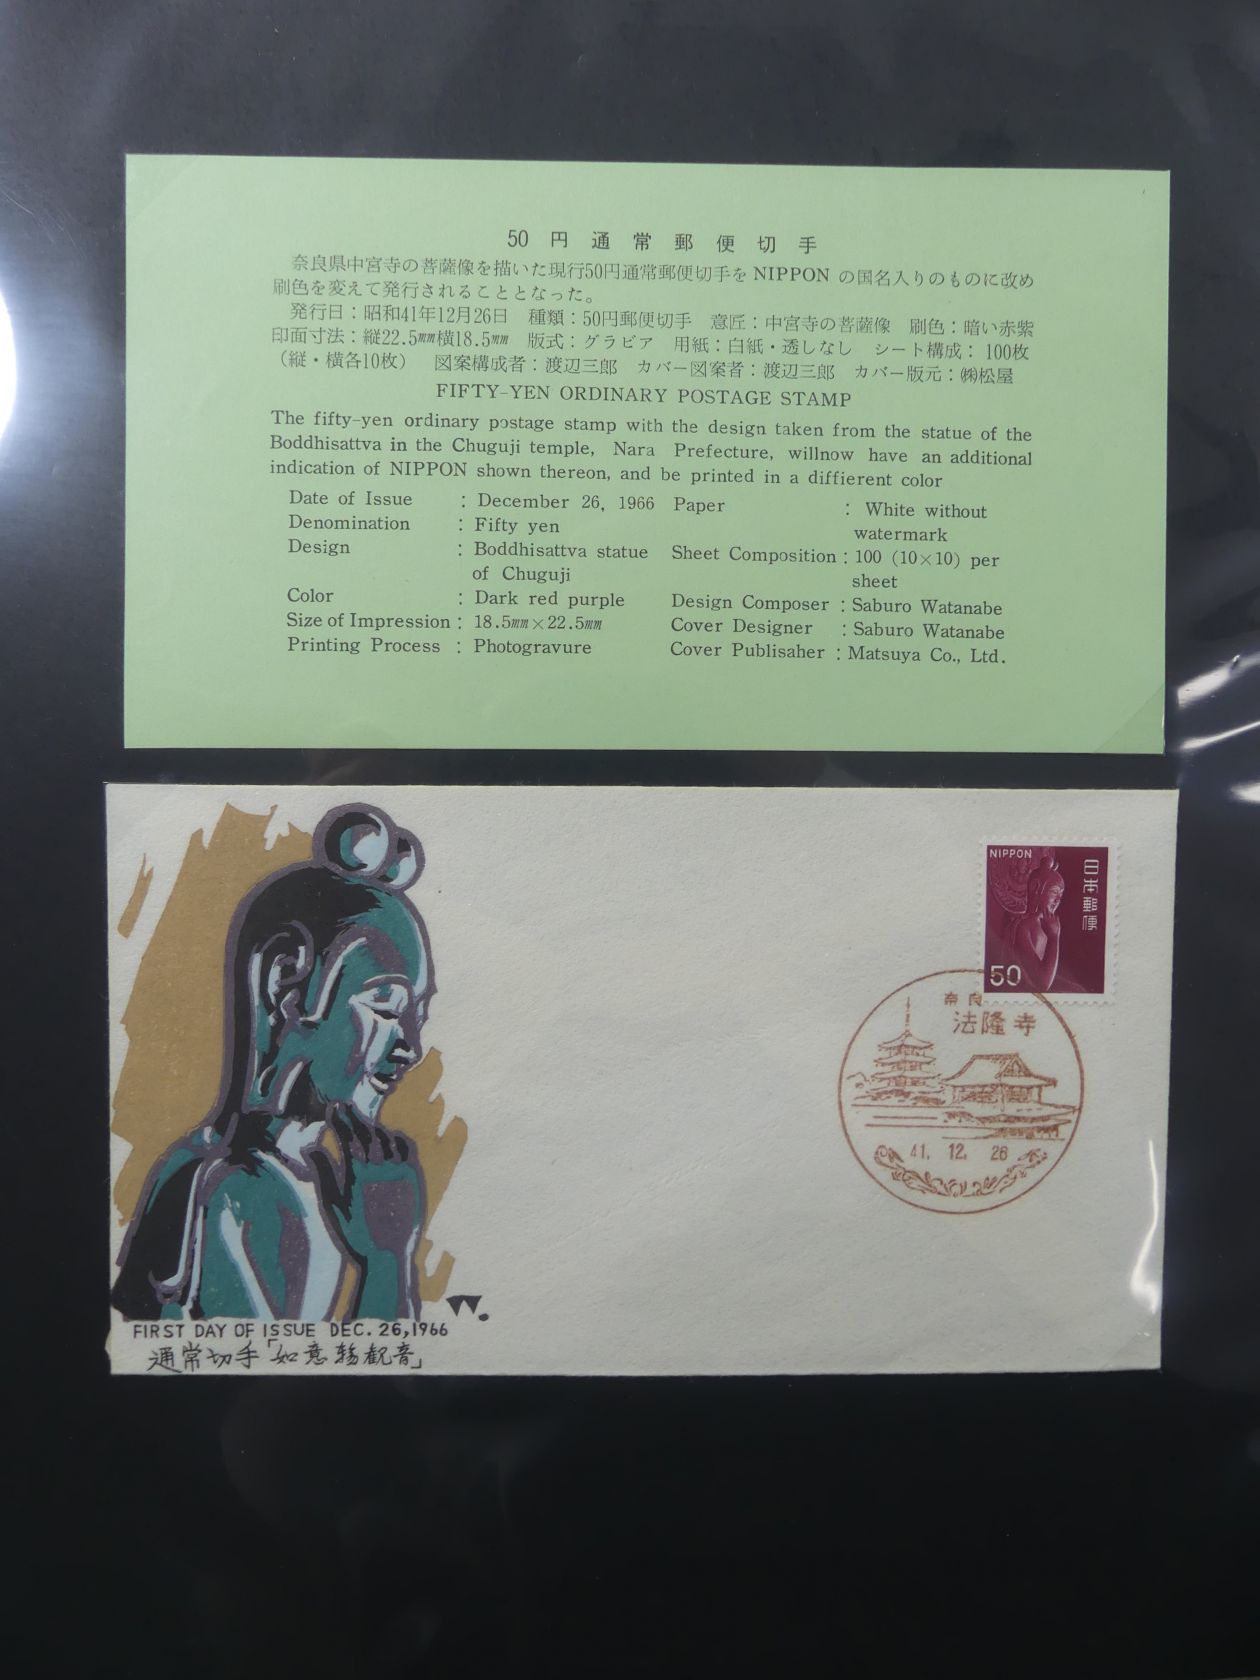 50 円 通 常 郵 便 切 手
奈良県中宮寺の菩薩像を描いた現行50円通常郵便切手を NIPPON の国名入りのものに改め
刷色を変えて発行されることとなった。
発行日：昭和41年12月26日 種類：50円郵便切手 意匠：中宮寺の菩薩像 刷色：暗い赤紫
印面寸法：縦22.5㎜横18.5㎜ 版式：グラビア 用紙：白紙・透しなし シート構成：100枚
（縦・横各10枚） 図案構成者：渡辺三郎 カバー図案者：渡辺三郎 カバー版元：㈱松屋
FIFTY-YEN ORDINARY POSTAGE STAMP
The fifty-yen ordinary postage stamp with the design taken from the statue of the
Boddhisattva in the Chuguji temple, Nara Prefecture, willnow have an additional
indication of NIPPON shown thereon, and be printed in a diffierent color
Date of Issue : December 26, 1966 Paper : White without
watermark
Denomination : Fifty yen
Design : Boddhisattva statue Sheet Composition : 100 (10×10) per
of Chuguji sheet
Color : Dark red purple Design Composer : Saburo Watanabe
Size of Impression : 18.5㎜×22.5㎜ Cover Designer : Saburo Watanabe
Printing Process : Photogravure Cover Publisaher : Matsuya Co., Ltd.
NIPPON
日本郵便
50
奈良
法隆寺
41. 12. 26
W.
FIRST DAY OF ISSUE DEC. 26, 1966
通常切手「如意輪観音」